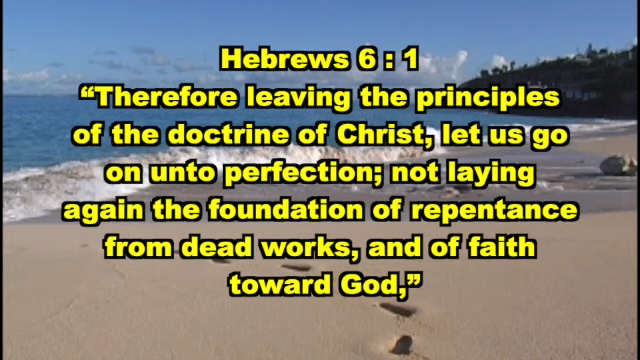 Hebrews 6 : 1
“Therefore leaving the principles
of the doctrine of Christ, let us go
on unto perfection; not laying
again the foundation of repentance
from dead works, and of faith
toward God,”